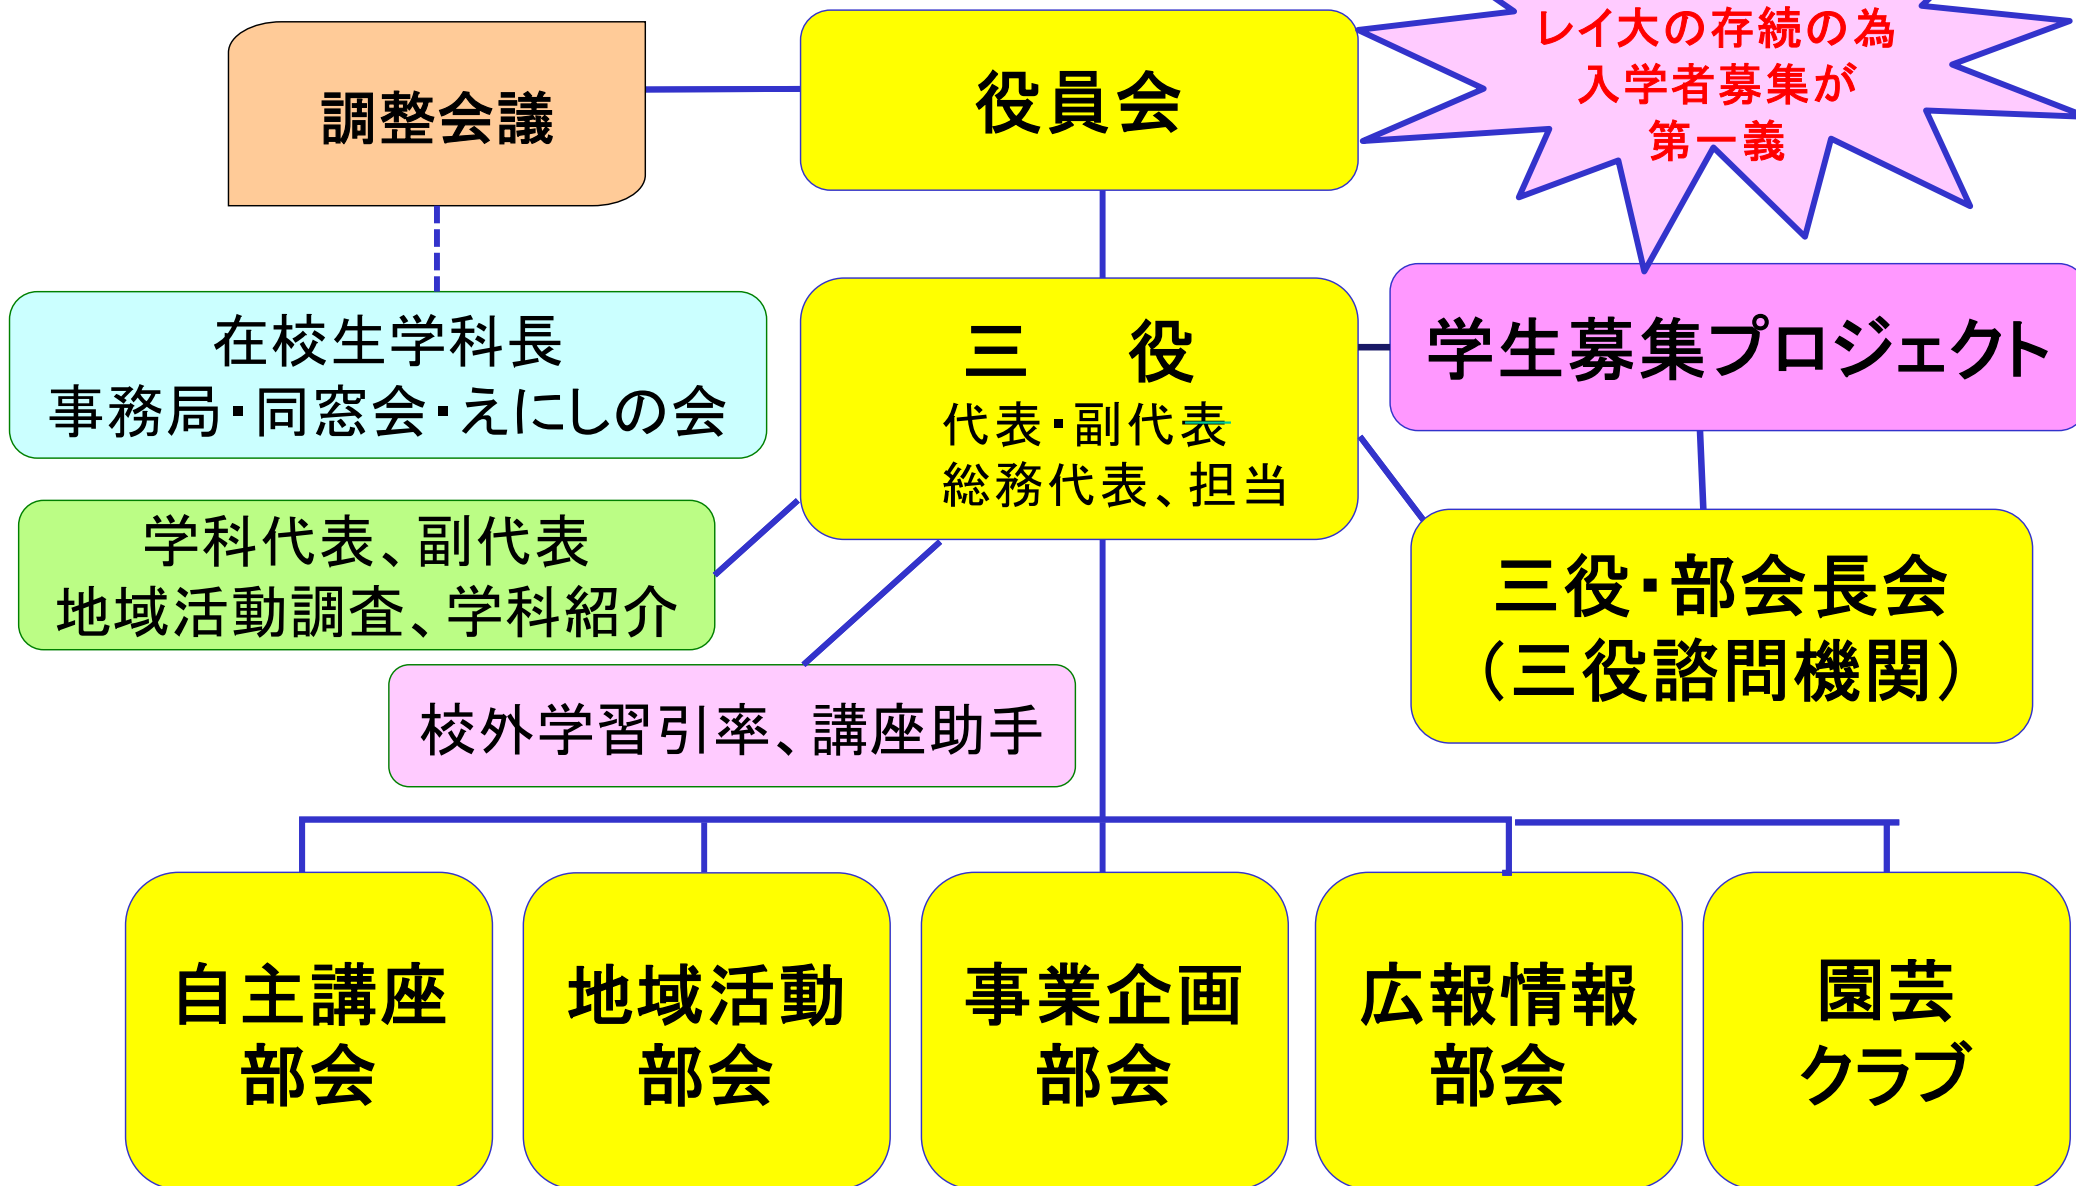 レイ大の存続の為
入学者募集が
第一義
調整会議
役員会
在校生学科長
事務局・同窓会・えにしの会
三　役
代表・副代表
総務代表、担当
学生募集プロジェクト
学科代表、副代表
地域活動調査、学科紹介
三役・部会長会
（三役諮問機関）
校外学習引率、講座助手
自主講座
部会
地域活動
部会
事業企画
部会
広報情報
部会
園芸
クラブ